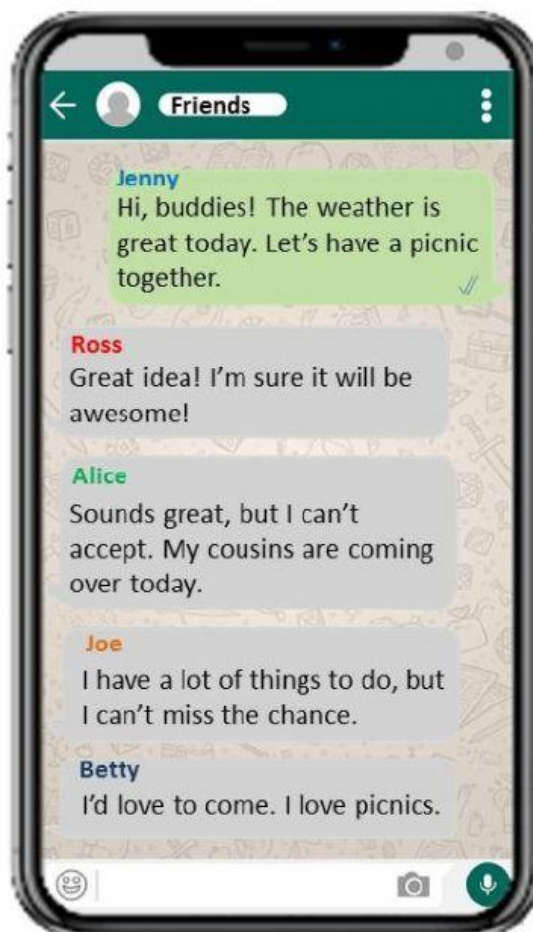 Friends
Jenny
Hi, buddies! The weather is
great today. Let's have a picnic
together.
Ross
Great idea! I'm sure it will be
awesome!
Alice
Sounds great, but I can't
accept. My cousins are coming
over today.
Joe
I have a lot of things to do, but
I can't miss the chance.
Betty
I'd love to come. I love picnics.